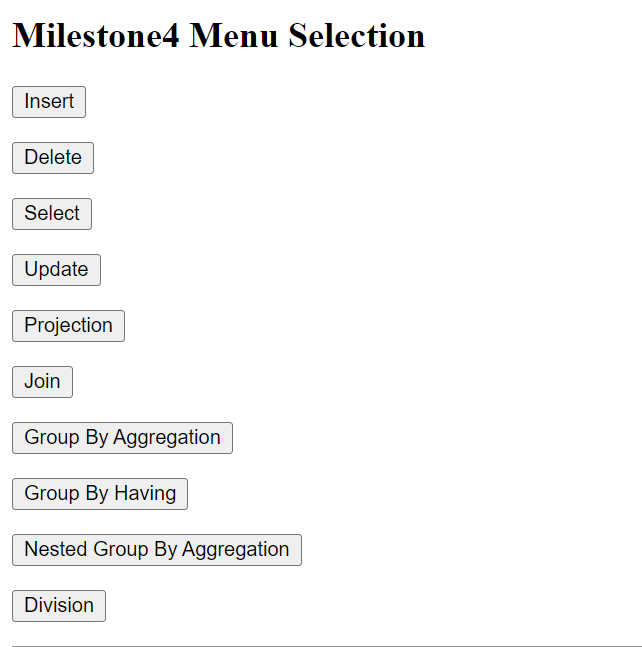 Milestone4 Menu Selection
Insert
Delete
Select
Update
Projection
Join
Group By Aggregation
Group By Having
Nested Group By Aggregation
Division